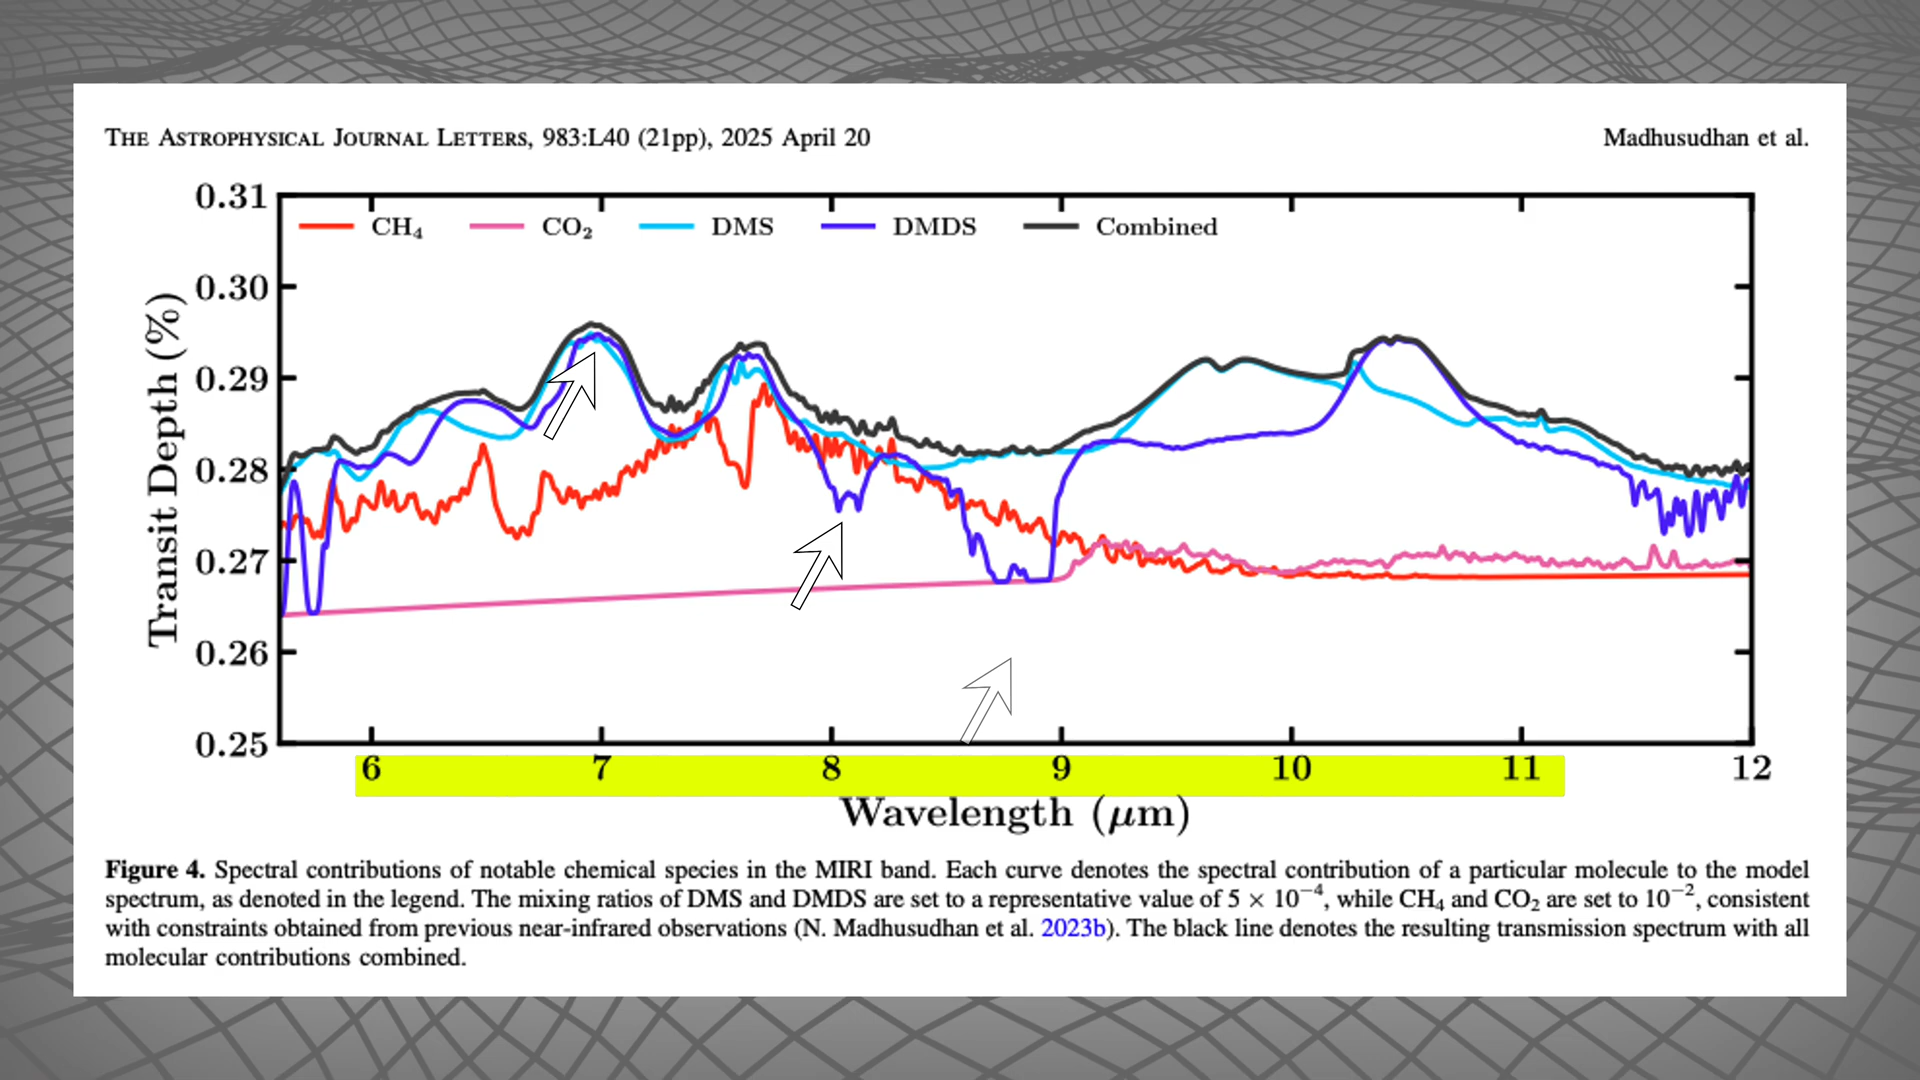 THE ASTROPHYSICAL JOURNAL LETTERS, 983:L40 (21pp), 2025 April 20
Madhusudhan et al.
CH₄ CO₂ DMS DMDS Combined
0.31
0.30
0.29
0.28
0.27
0.26
0.25
Transit Depth (%)
6 7 8 9 10 11 12
Wavelength (μm)
Figure 4. Spectral contributions of notable chemical species in the MIRI band. Each curve denotes the spectral contribution of a particular molecule to the model
spectrum, as denoted in the legend. The mixing ratios of DMS and DMDS are set to a representative value of 5 × 10⁻⁴, while CH₄ and CO₂ are set to 10⁻², consistent
with constraints obtained from previous near-infrared observations (N. Madhusudhan et al. 2023b). The black line denotes the resulting transmission spectrum with all
molecular contributions combined.